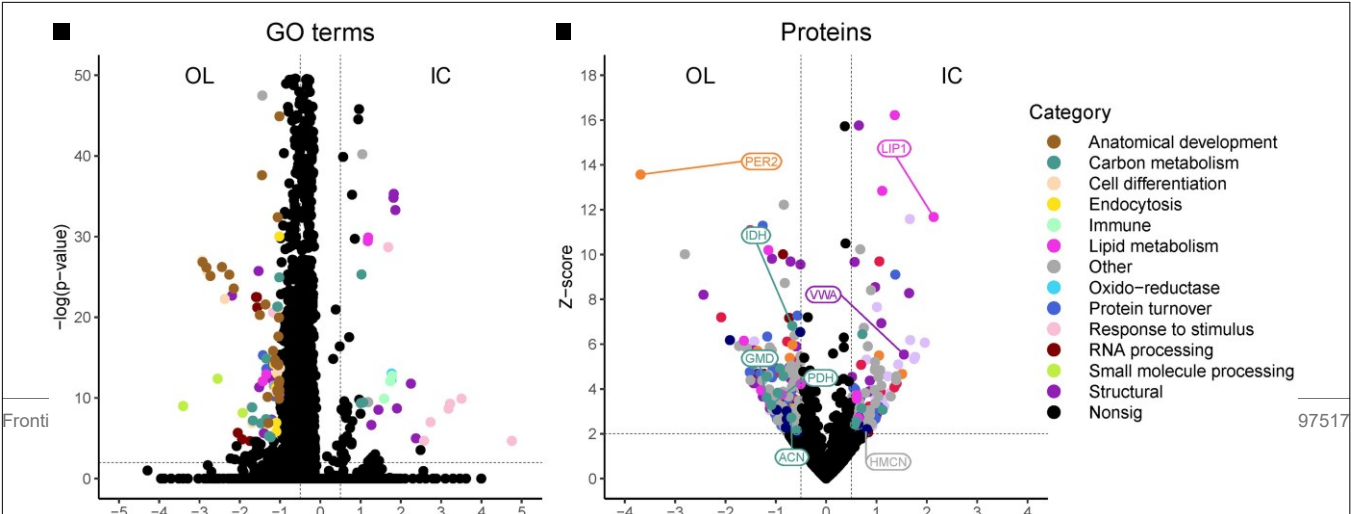 GO terms
OL
IC
−log(p−value)
50
40
30
20
10
0
−5 −4 −3 −2 −1 0 1 2 3 4 5
Proteins
OL
IC
Z−score
18
16
14
12
10
8
6
4
2
0
−4 −3 −2 −1 0 1 2 3 4
PER2
LIP1
IDH
VWA
GMD
PDH
ACN
HMCN
Category
Anatomical development
Carbon metabolism
Cell differentiation
Endocytosis
Immune
Lipid metabolism
Other
Oxido−reductase
Protein turnover
Response to stimulus
RNA processing
Small molecule processing
Structural
Nonsig
Fronti
97517